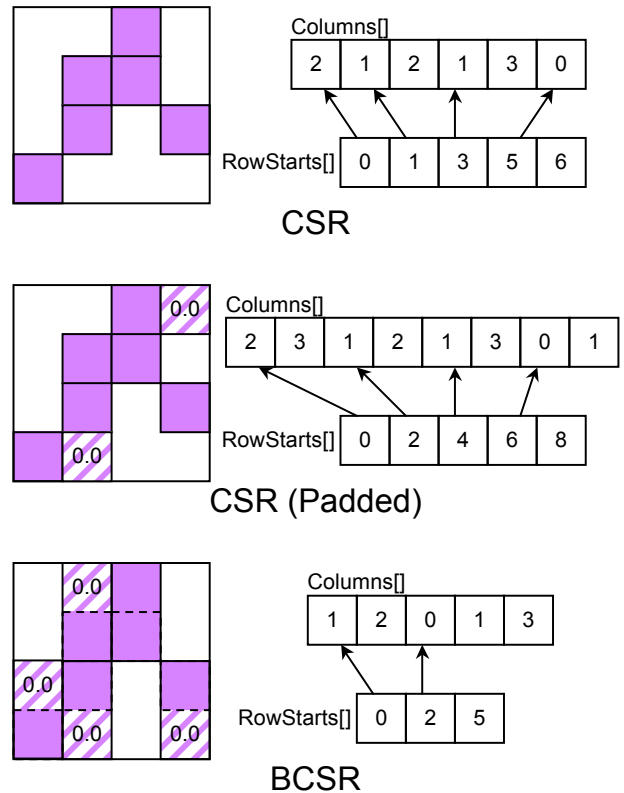 Columns[]
2 1 2 1 3 0
RowStarts[] 0 1 3 5 6
CSR
0.0
Columns[]
2 3 1 2 1 3 0 1
RowStarts[] 0 2 4 6 8
0.0
CSR (Padded)
0.0
Columns[]
1 2 0 1 3
0.0
RowStarts[] 0 2 5
0.0 0.0
BCSR